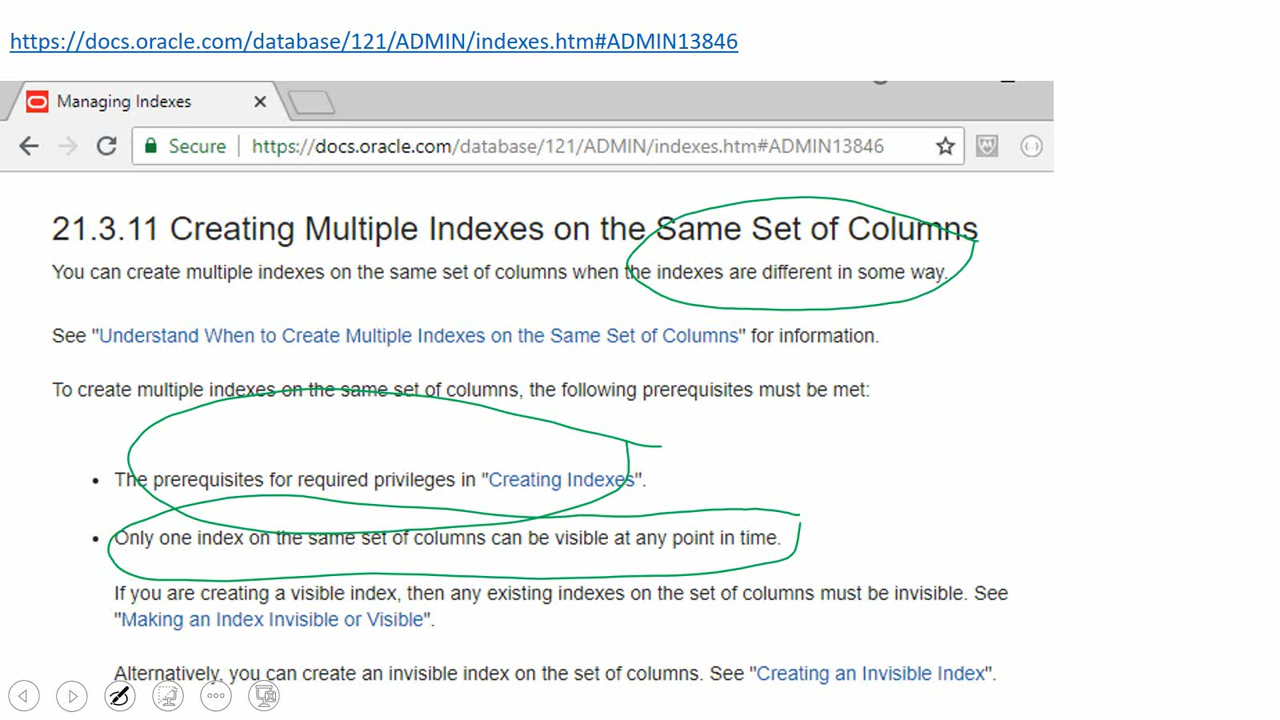 https://docs.oracle.com/database/121/ADMIN/indexes.htm#ADMIN13846
Managing Indexes
Secure https://docs.oracle.com/database/121/ADMIN/indexes.htm#ADMIN13846
21.3.11 Creating Multiple Indexes on the Same Set of Columns
You can create multiple indexes on the same set of columns when the indexes are different in some way.
See "Understand When to Create Multiple Indexes on the Same Set of Columns" for information.
To create multiple indexes on the same set of columns, the following prerequisites must be met:
• The prerequisites for required privileges in "Creating Indexes".
• Only one index on the same set of columns can be visible at any point in time.
If you are creating a visible index, then any existing indexes on the set of columns must be invisible. See
"Making an Index Invisible or Visible".
Alternatively, you can create an invisible index on the set of columns. See "Creating an Invisible Index".